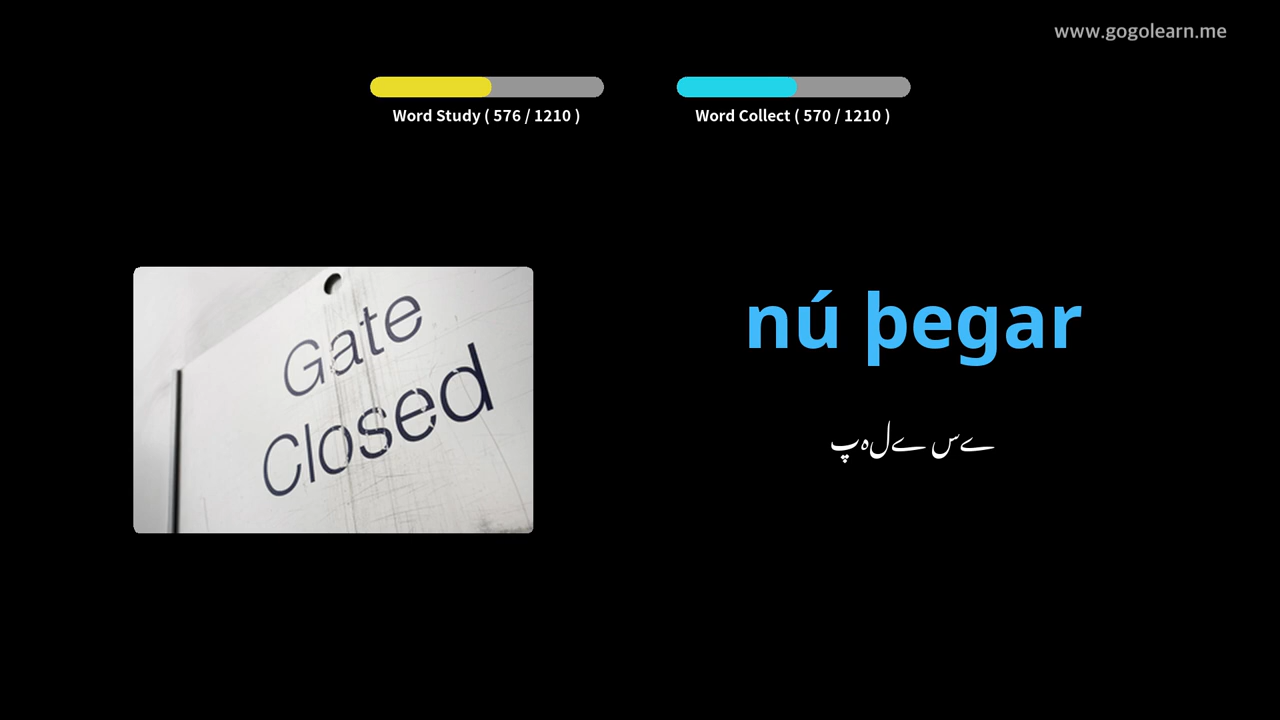 www.gogolearn.me
Word Study ( 576 / 1210 )
Word Collect ( 570 / 1210 )
Gate
Closed
nú þegar
پہلے سے